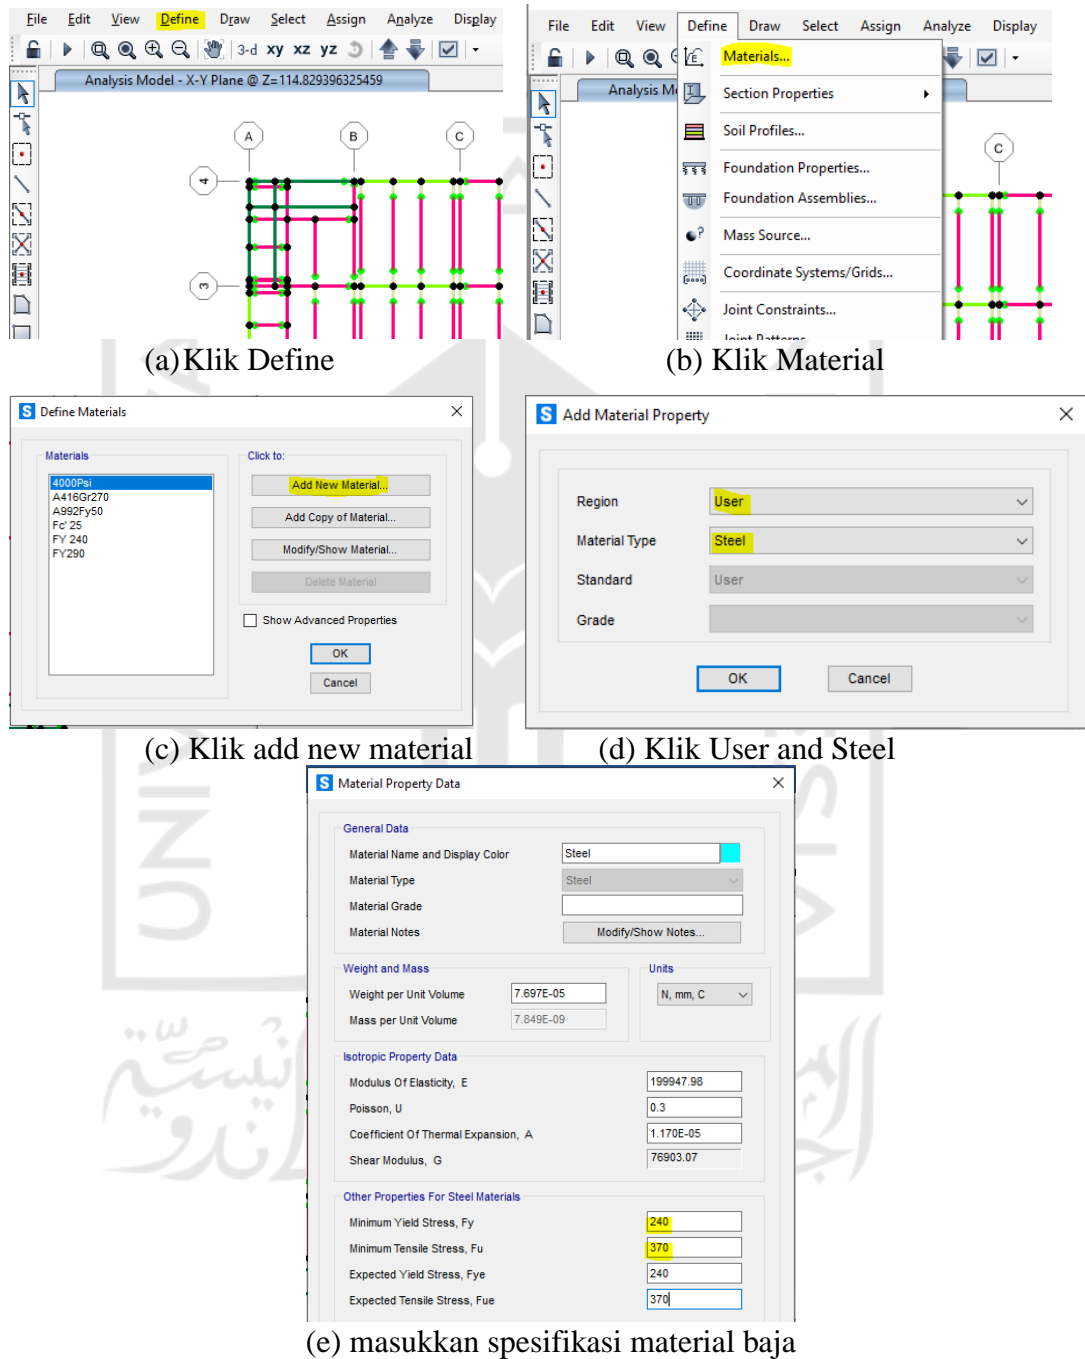 File Edit View Define Draw Select Assign Analyze Display
3-d xy xz yz
Analysis Model - X-Y Plane @ Z=114.829396325459
A B C
4
3
(a) Klik Define
File Edit View Define Draw Select Assign Analyze Display
Materials...
Section Properties
Soil Profiles...
Foundation Properties...
Foundation Assemblies...
Mass Source...
Coordinate Systems/Grids...
Joint Constraints...
Joint Patterns...
C
(b) Klik Material
Define Materials
Materials
4000Psi
A416Gr270
A992Fy50
Fc' 25
FY 240
FY290
Click to:
Add New Material...
Add Copy of Material...
Modify/Show Material...
Delete Material
Show Advanced Properties
OK
Cancel
(c) Klik add new material
Add Material Property
Region User
Material Type Steel
Standard User
Grade
OK Cancel
(d) Klik User and Steel
Material Property Data
General Data
Material Name and Display Color Steel
Material Type Steel
Material Grade
Material Notes Modify/Show Notes...
Weight and Mass
Weight per Unit Volume 7.697E-05
Mass per Unit Volume 7.849E-09
Units
N, mm, C
Isotropic Property Data
Modulus Of Elasticity, E 199947.98
Poisson, U 0.3
Coefficient Of Thermal Expansion, A 1.170E-05
Shear Modulus, G 76903.07
Other Properties For Steel Materials
Minimum Yield Stress, Fy 240
Minimum Tensile Stress, Fu 370
Expected Yield Stress, Fye 240
Expected Tensile Stress, Fue 370
(e) masukkan spesifikasi material baja